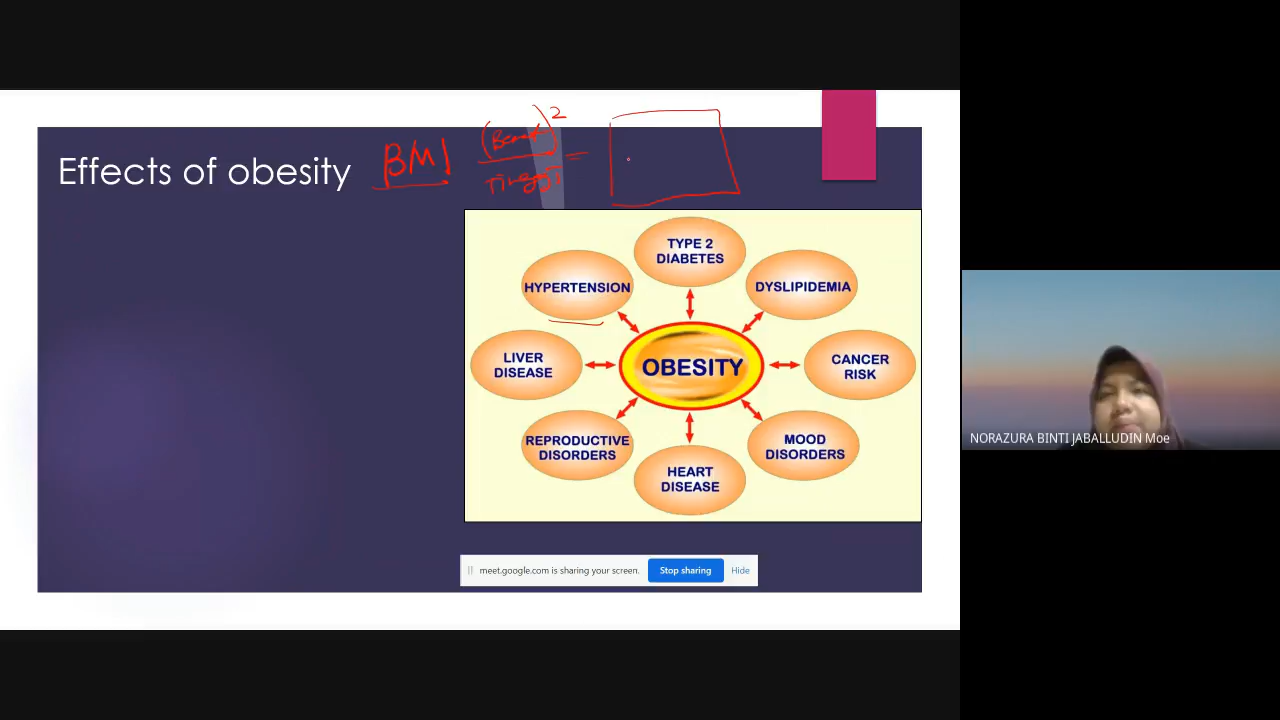 Effects of obesity
BMI
(Berat)²
Tinggi
=
TYPE 2
DIABETES
HYPERTENSION
DYSLIPIDEMIA
LIVER
DISEASE
OBESITY
CANCER
RISK
REPRODUCTIVE
DISORDERS
MOOD
DISORDERS
HEART
DISEASE
NORAZURA BINTI JABALLUDIN Moe
meet.google.com is sharing your screen.
Stop sharing
Hide